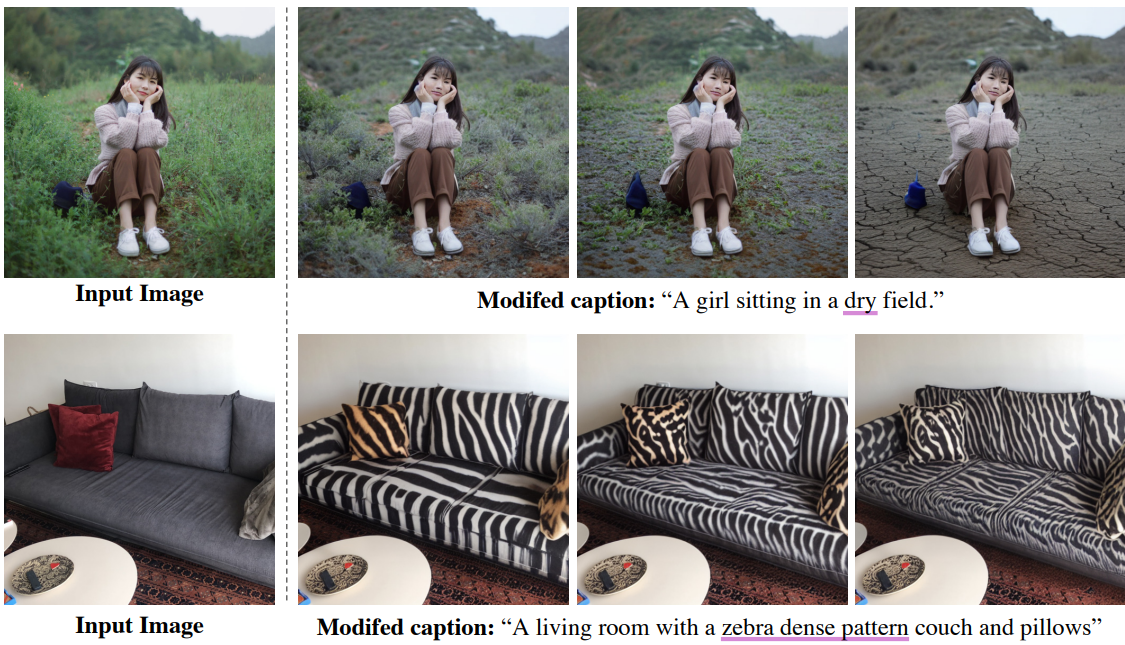 Input Image
Modifed caption: “A girl sitting in a dry field.”
Input Image
Modifed caption: “A living room with a zebra dense pattern couch and pillows”